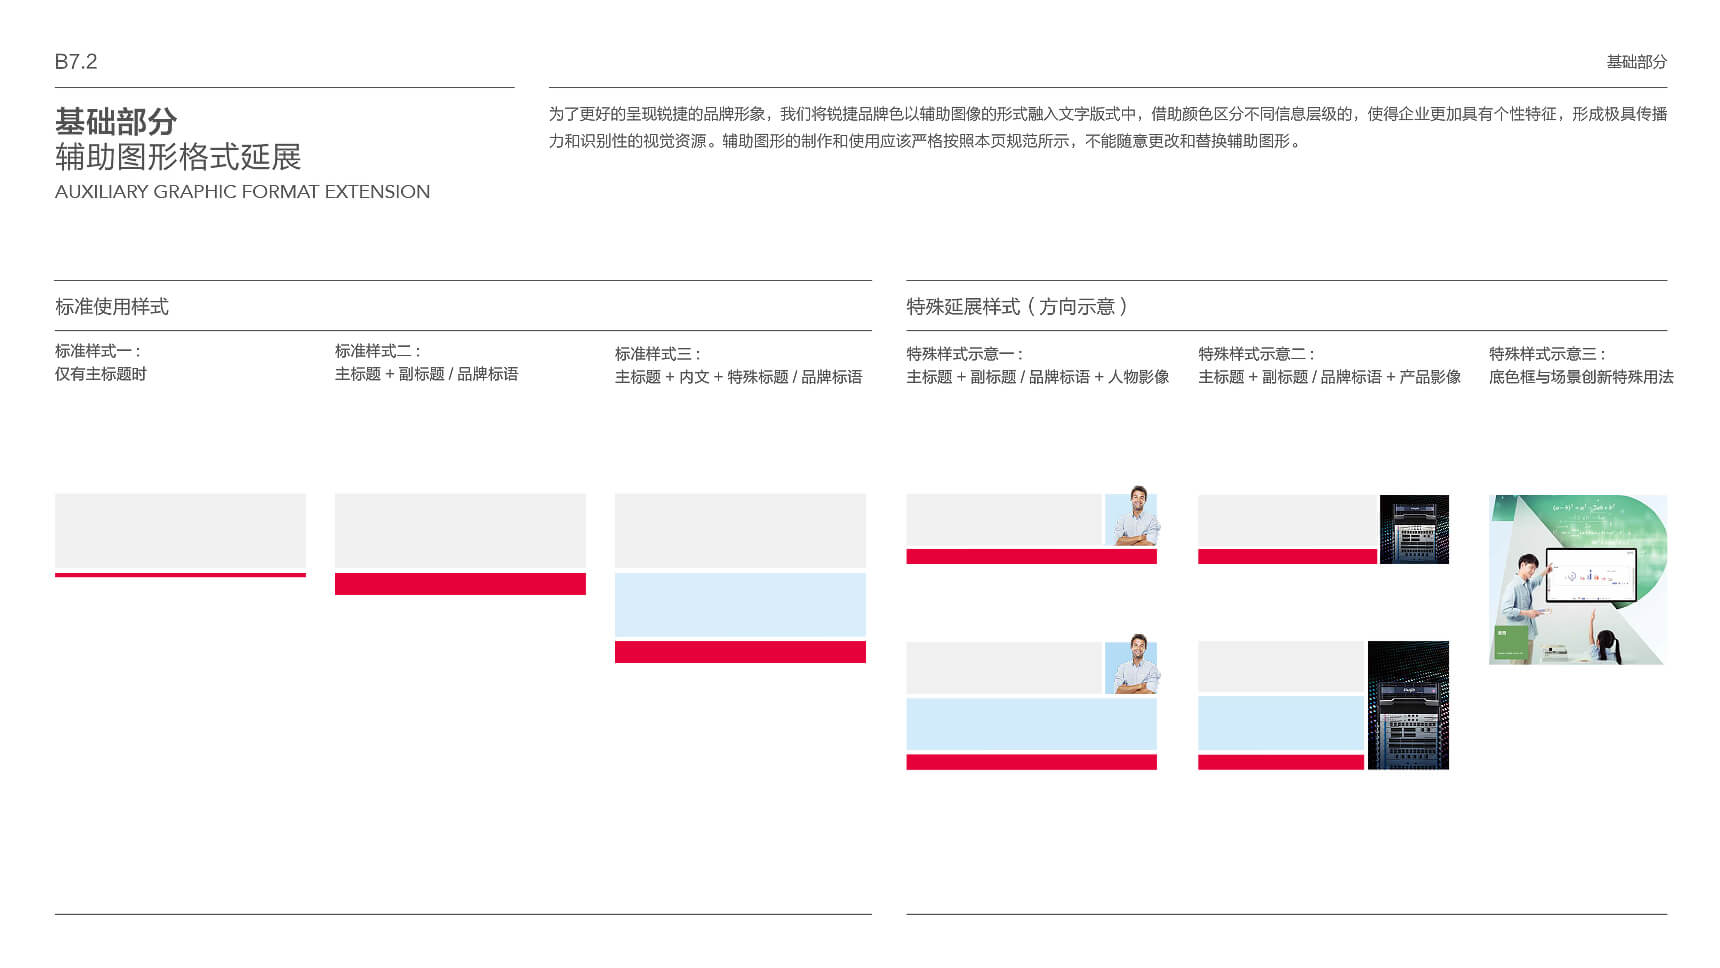 B7.2
基础部分
基础部分
辅助图形格式延展
AUXILIARY GRAPHIC FORMAT EXTENSION
为了更好的呈现锐捷的品牌形象，我们将锐捷品牌色以辅助图像的形式融入文字版式中，借助颜色区分不同信息层级的，使得企业更加具有个性特征，形成极具传播
力和识别性的视觉资源。辅助图形的制作和使用应该严格按照本页规范所示，不能随意更改和替换辅助图形。
标准使用样式
标准样式一：
仅有主标题时
标准样式二：
主标题 + 副标题 / 品牌标语
标准样式三：
主标题 + 内文 + 特殊标题 / 品牌标语
特殊延展样式（方向示意）
特殊样式示意一：
主标题 + 副标题 / 品牌标语 + 人物影像
特殊样式示意二：
主标题 + 副标题 / 品牌标语 + 产品影像
特殊样式示意三：
底色框与场景创新特殊用法